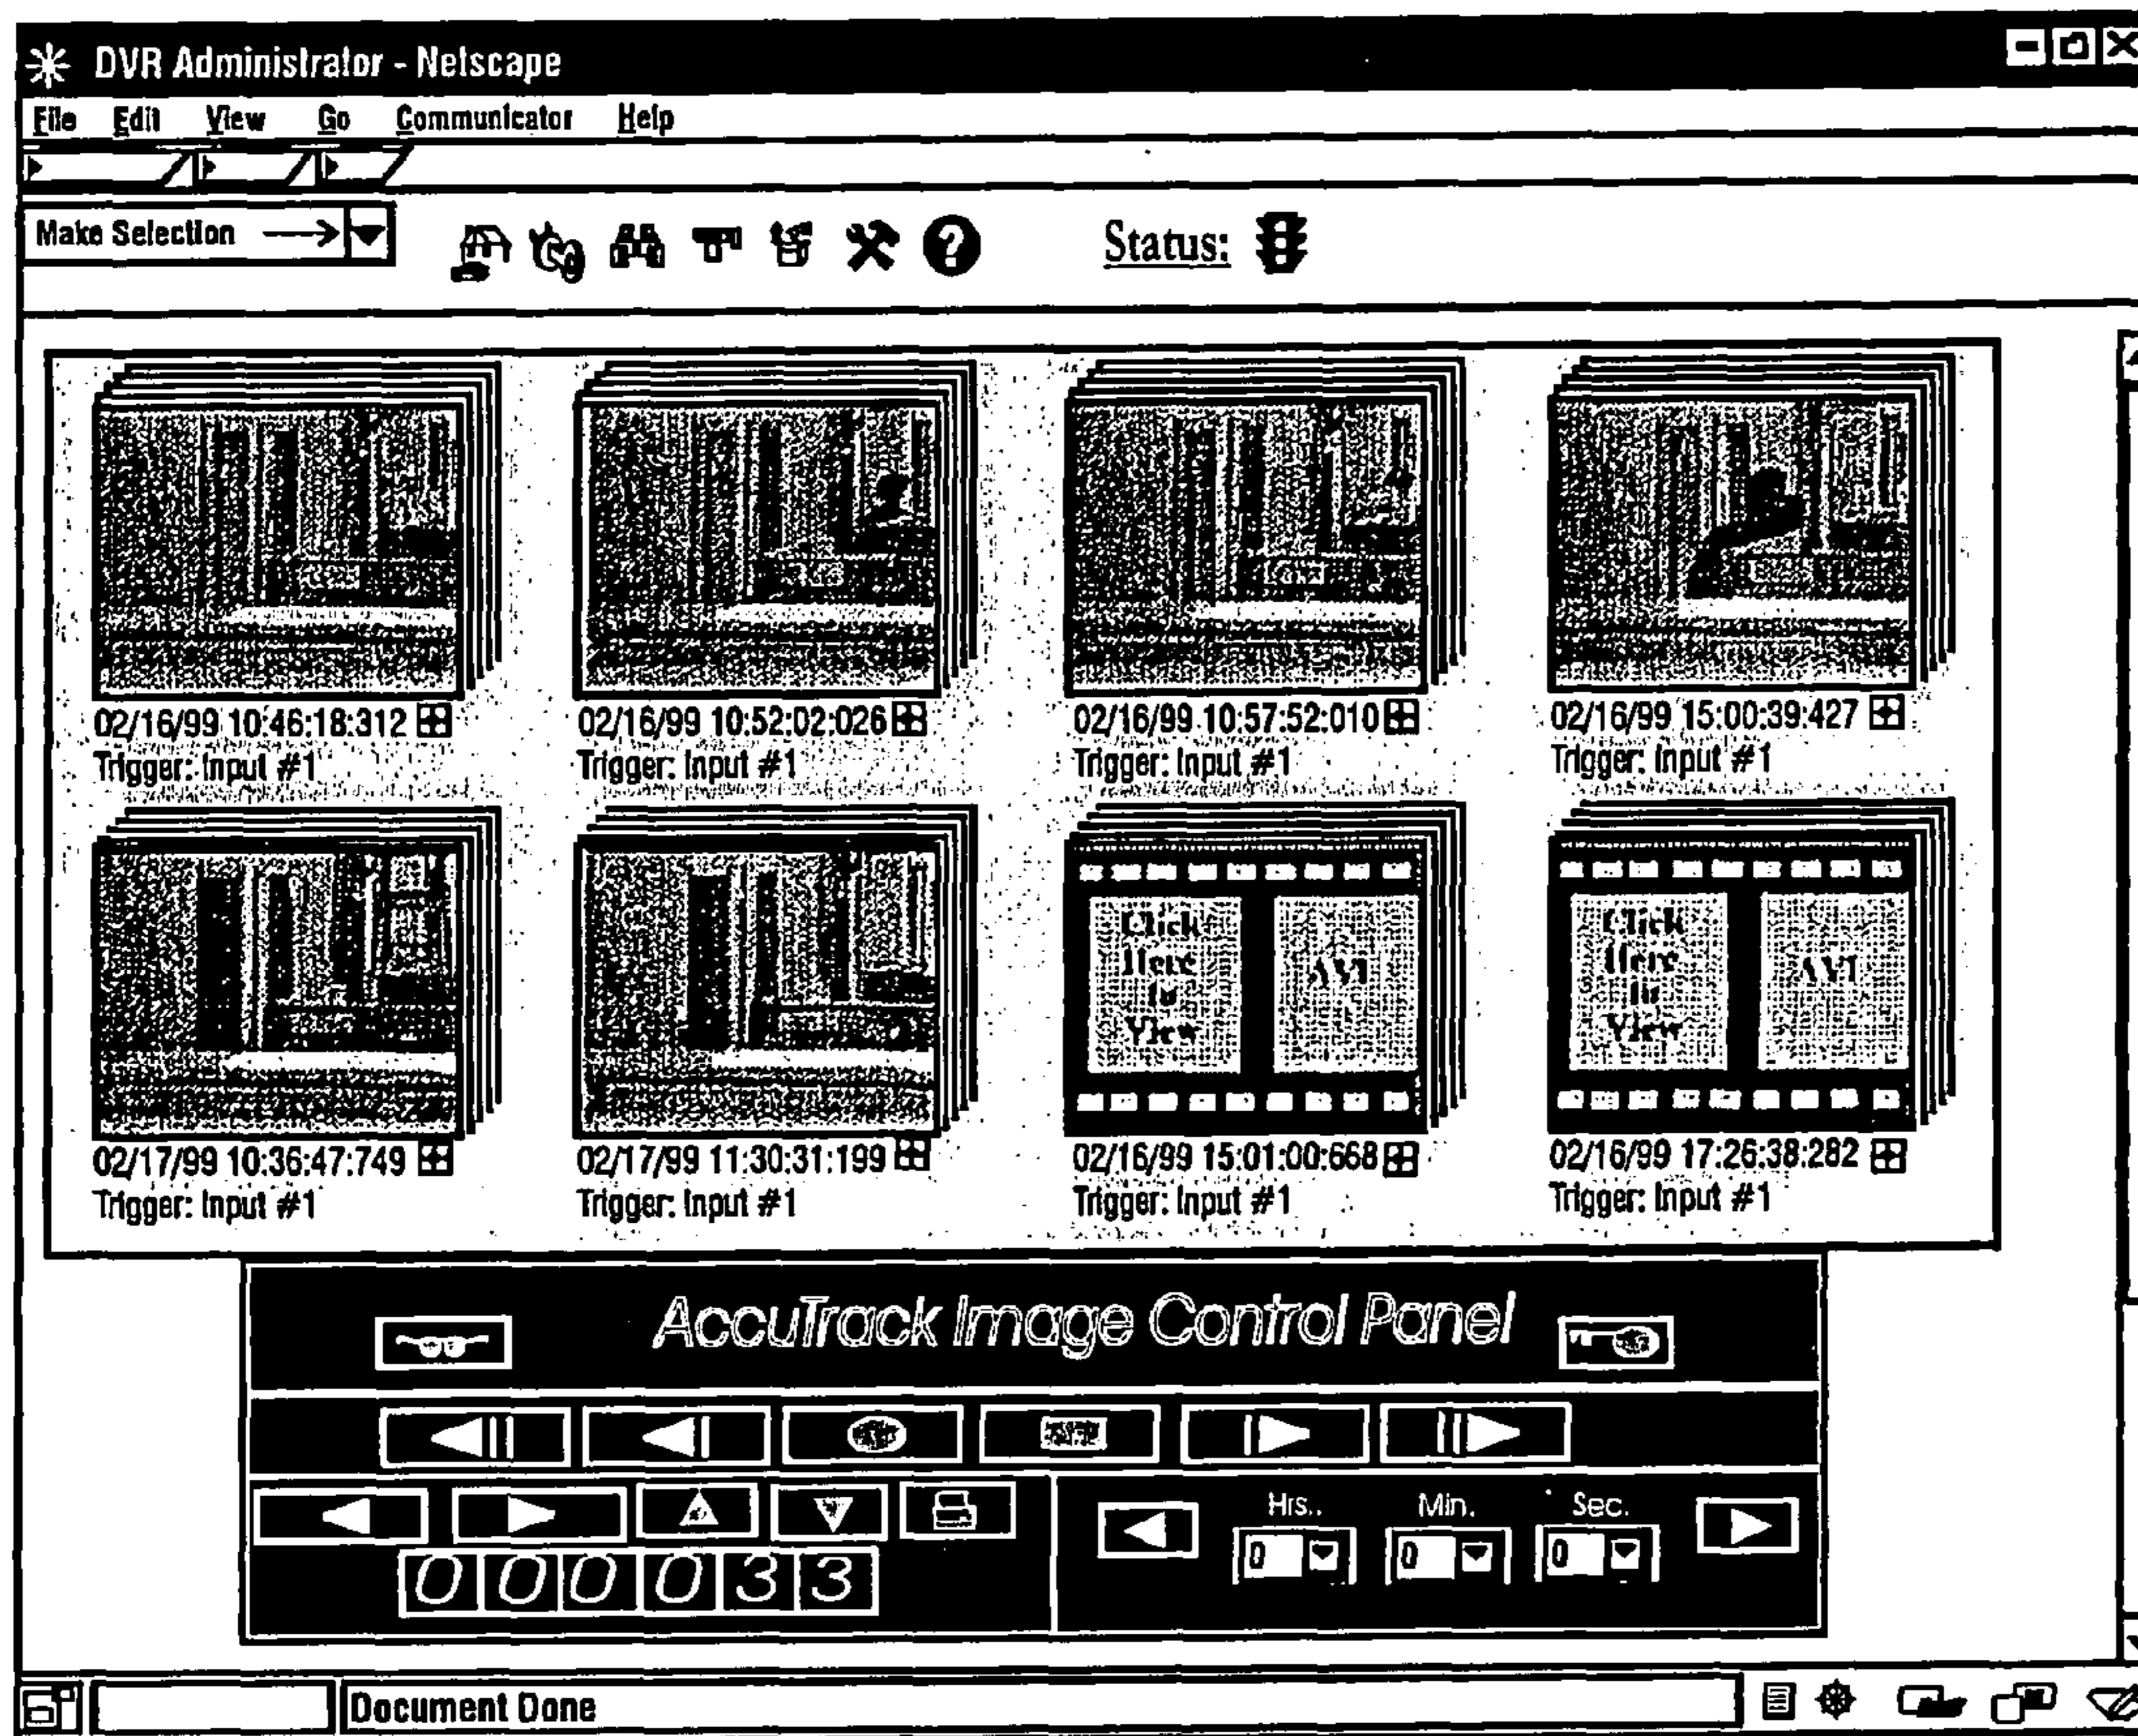 DVR Administrator - Netscape
File Edit View Go Communicator Help
Make Selection
Status:
02/16/99 10:46:18:312
Trigger: Input #1
02/16/99 10:52:02:026
Trigger: Input #1
02/16/99 10:57:52:010
Trigger: Input #1
02/16/99 15:00:39:427
Trigger: Input #1
Click
Here
to
View
AVI
Click
Here
to
View
AVI
02/17/99 10:36:47:749
Trigger: Input #1
02/17/99 11:30:31:199
Trigger: Input #1
02/16/99 15:01:00:668
Trigger: Input #1
02/16/99 17:26:38:282
Trigger: Input #1
AccuTrack Image Control Panel
Hrs.. Min. Sec.
0 0 0
000033
Document Done